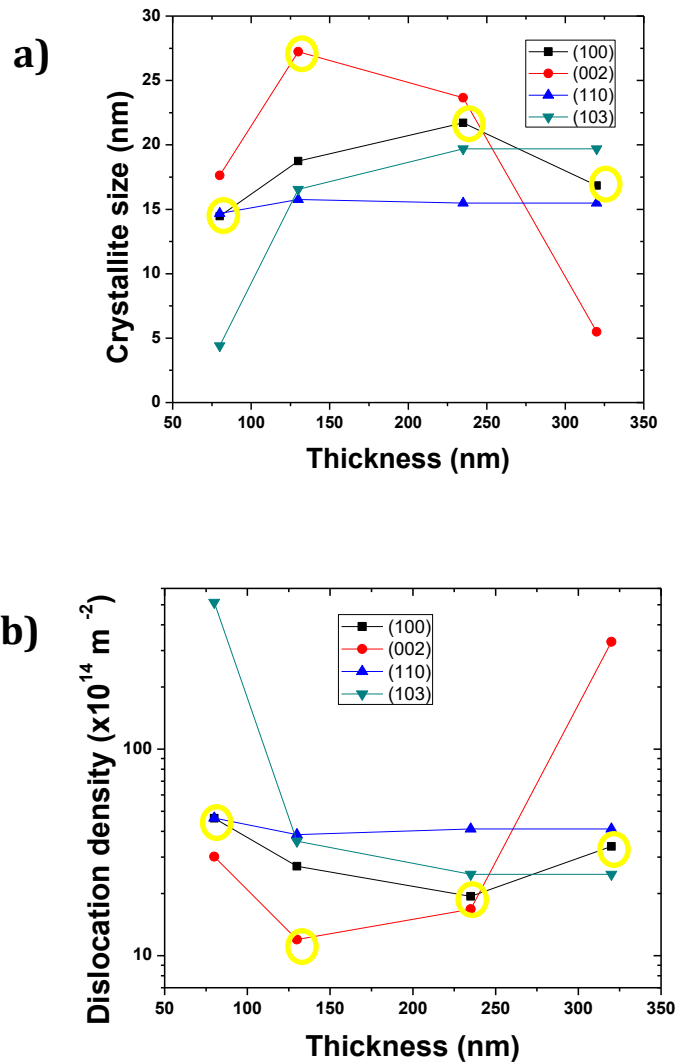 a)
30
25
20
15
10
5
0
Crystallite size (nm)
(100)
(002)
(110)
(103)
50 100 150 200 250 300 350
Thickness (nm)
b)
100
10
Dislocation density (x10¹⁴ m ⁻²)
(100)
(002)
(110)
(103)
50 100 150 200 250 300 350
Thickness (nm)